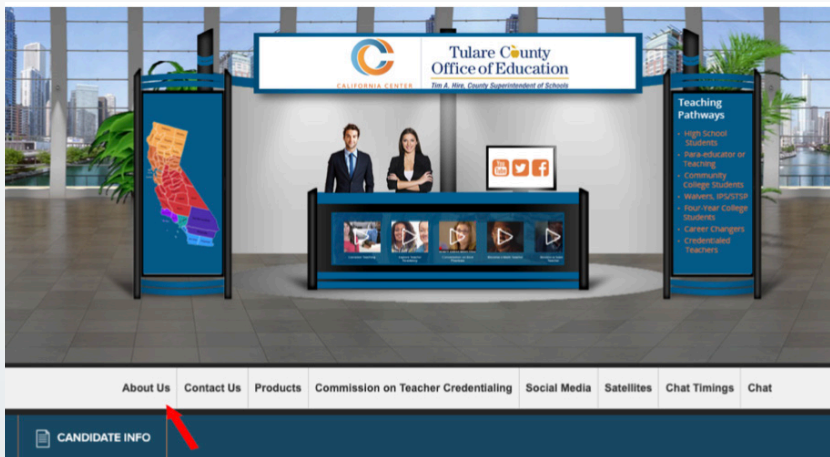 CALIFORNIA CENTER
Tulare County
Office of Education
Tim A. Hire, County Superintendent of Schools
Teaching
Pathways
- High School
Students
- Para-educator or
Teaching
- Community
College Students
- Waivers, IPS/STSP
- Four-Year College
Students
- Career Changers
- Credentialed
Teachers
You
Tube
About Us
Contact Us
Products
Commission on Teacher Credentialing
Social Media
Satellites
Chat Timings
Chat
CANDIDATE INFO